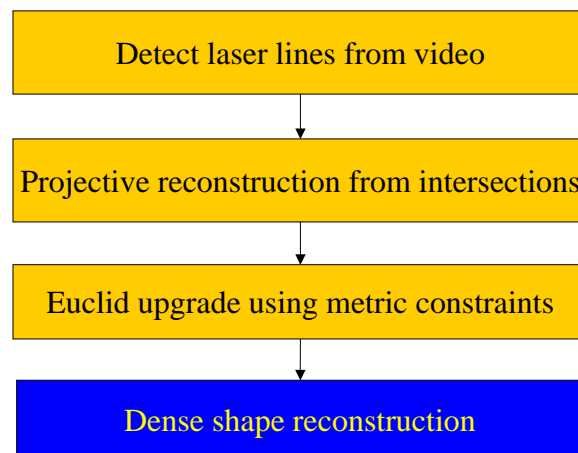 Detect laser lines from video
Projective reconstruction from intersections
Euclid upgrade using metric constraints
Dense shape reconstruction